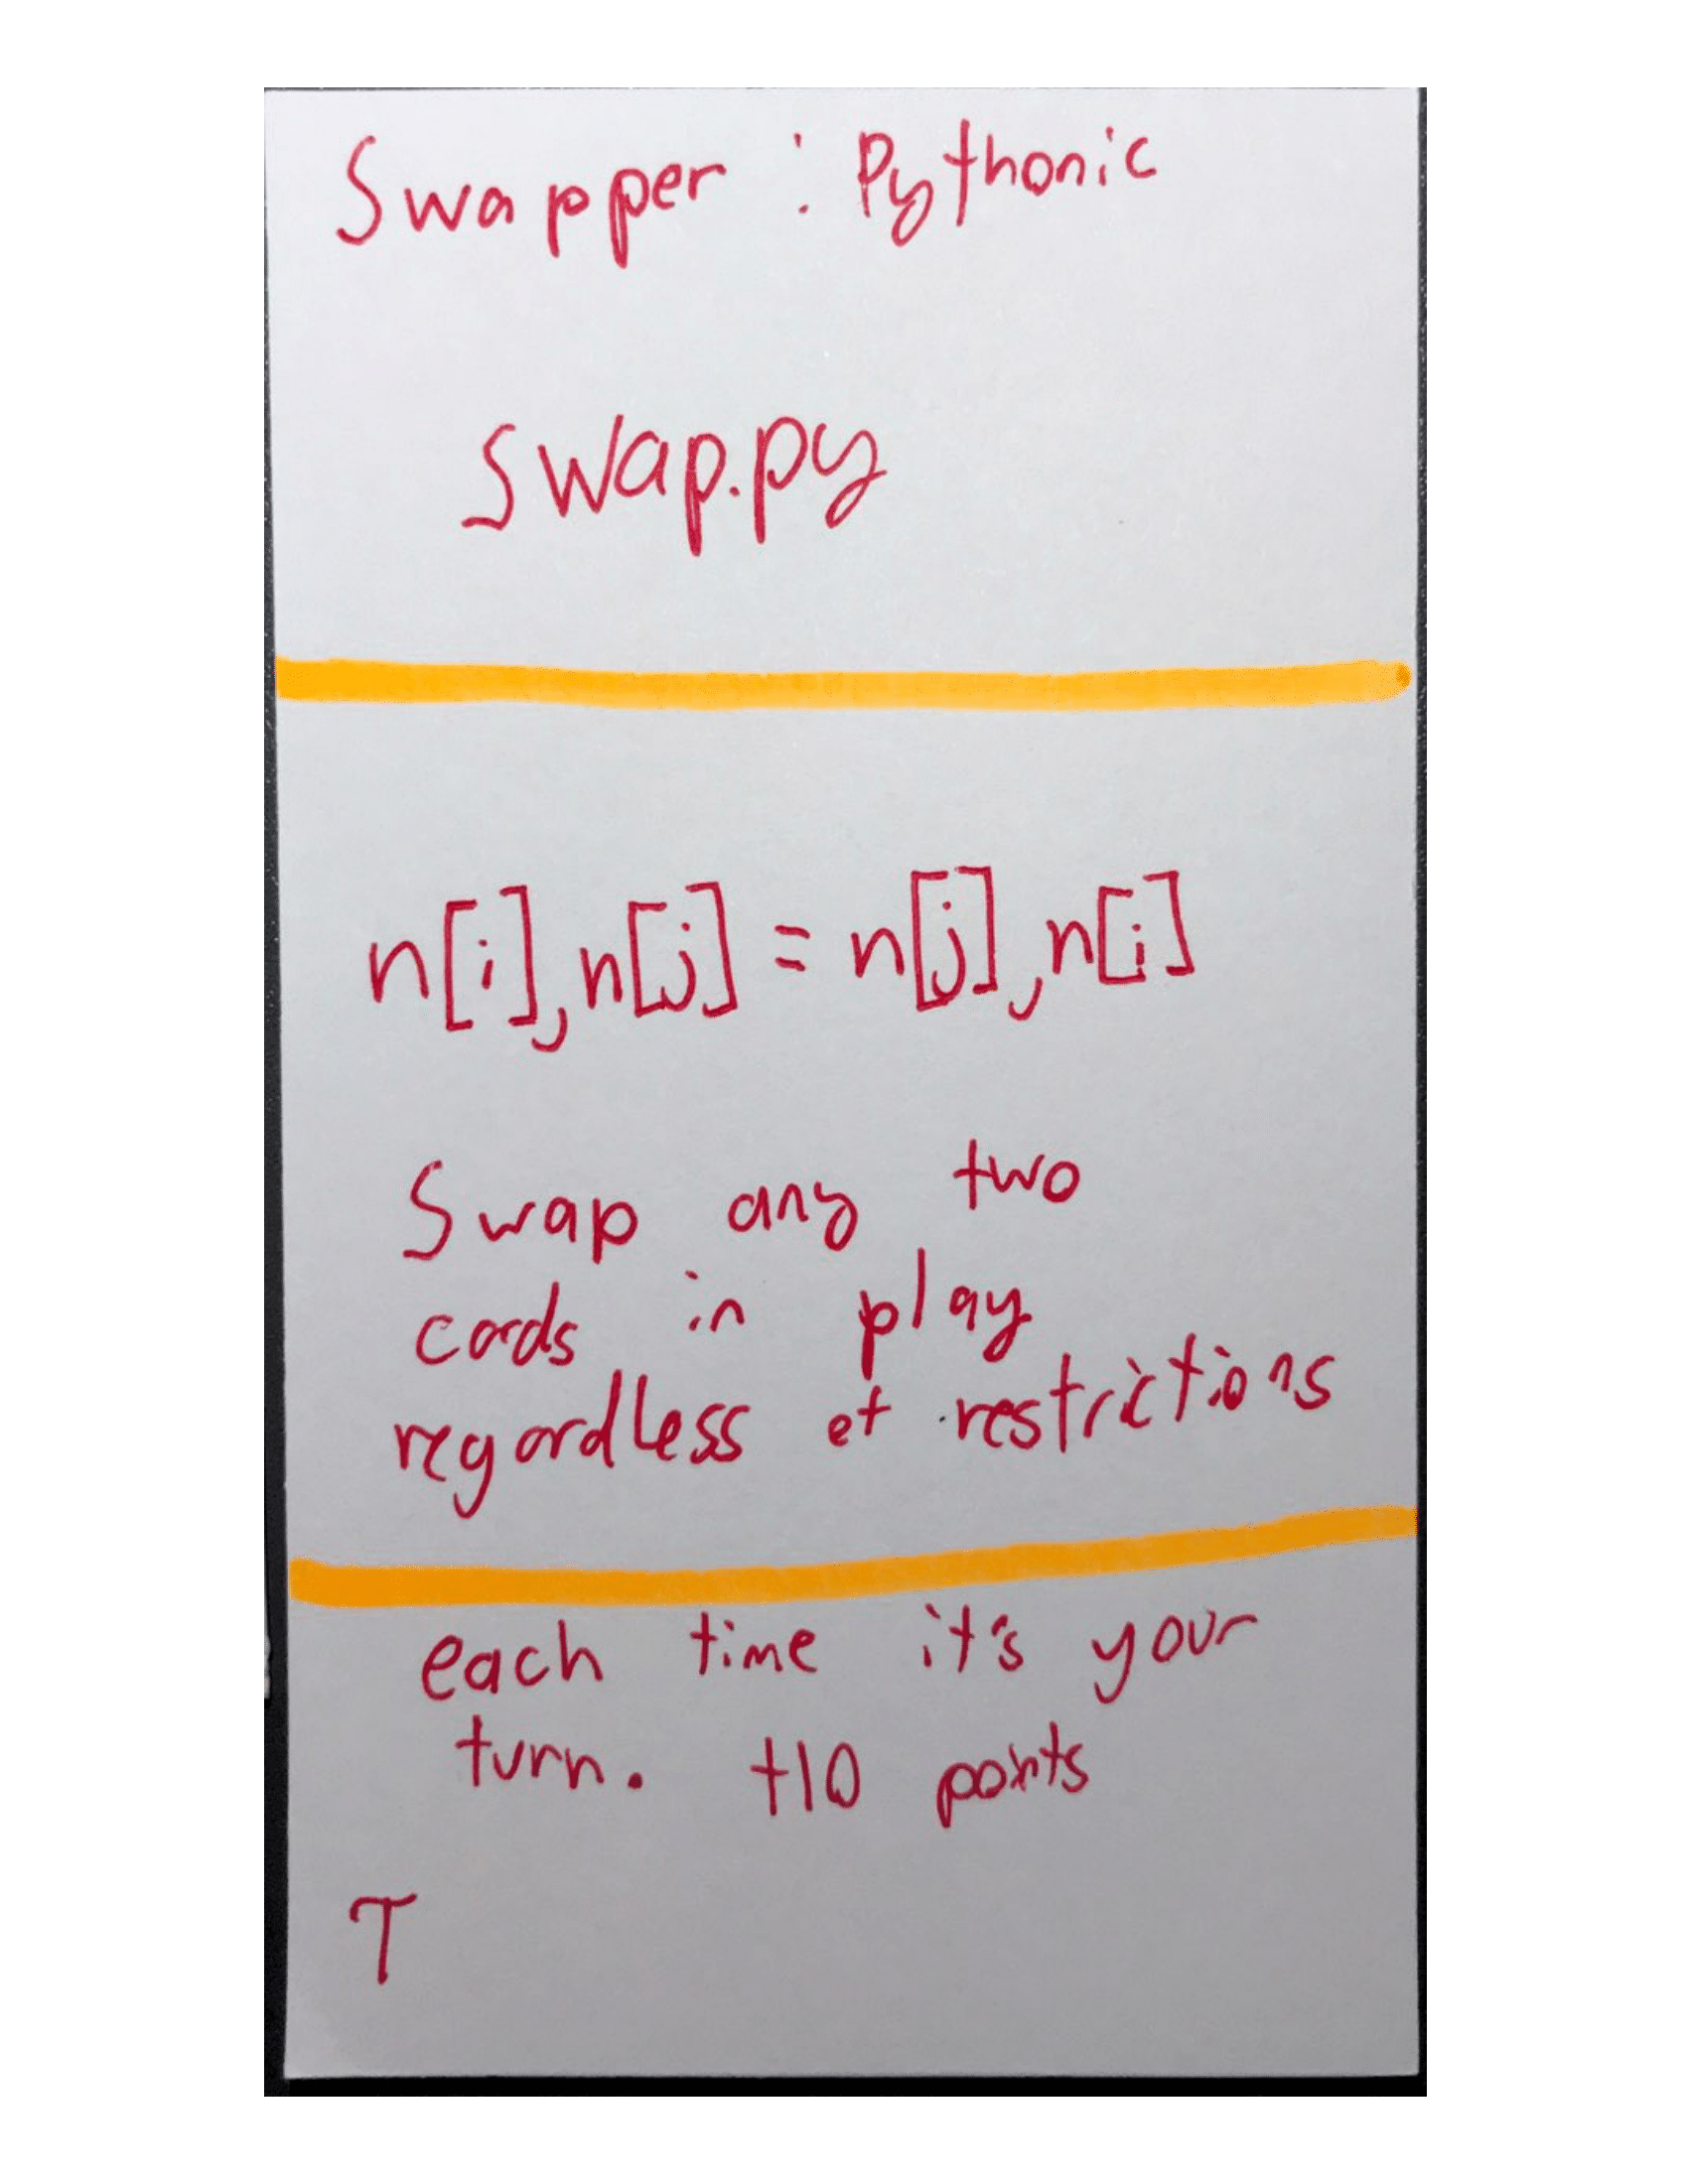 Swapper : Pythonic
swap.py
n[i],n[j] = n[j],n[i]
Swap any two
cards in play
regardless of restrictions
each time it's your
turn. +10 points
T